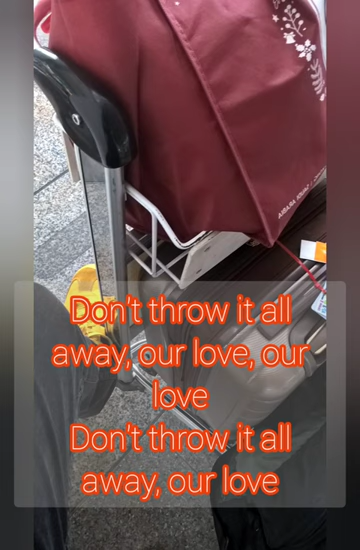 Don't throw it all
away, our love, our
love
Don't throw it all
away, our love